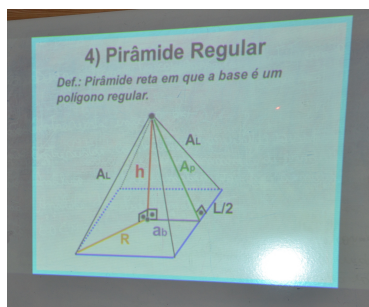 4) Pirâmide Regular
Def.: Pirâmide reta em que a base é um
polígono regular.
AL
AL
h
Ap
L/2
ab
R